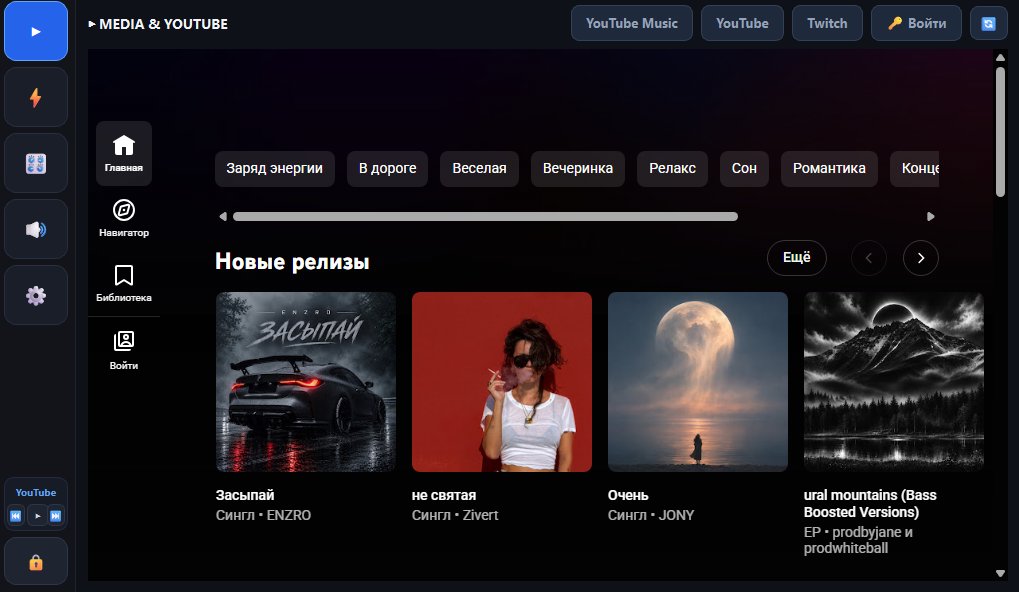 MEDIA & YOUTUBE
YouTube Music
YouTube
Twitch
Войти
Главная
Навигатор
Библиотека
Войти
Заряд энергии
В дороге
Веселая
Вечеринка
Релакс
Сон
Романтика
Конце
Новые релизы
Ещё
ENZRO
ЗАСЫПАЙ
Засыпай
Сингл • ENZRO
не святая
Сингл • Zivert
Очень
Сингл • JONY
ural mountains (Bass
Boosted Versions)
EP • prodbyjane и
prodwhiteball
YouTube